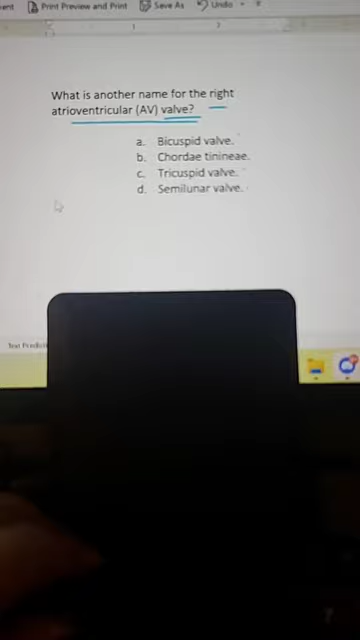 Print Preview and Print Save As Undo
What is another name for the right
atrioventricular (AV) valve?
a. Bicuspid valve.
b. Chordae tinineae.
c. Tricuspid valve.
d. Semilunar valve.